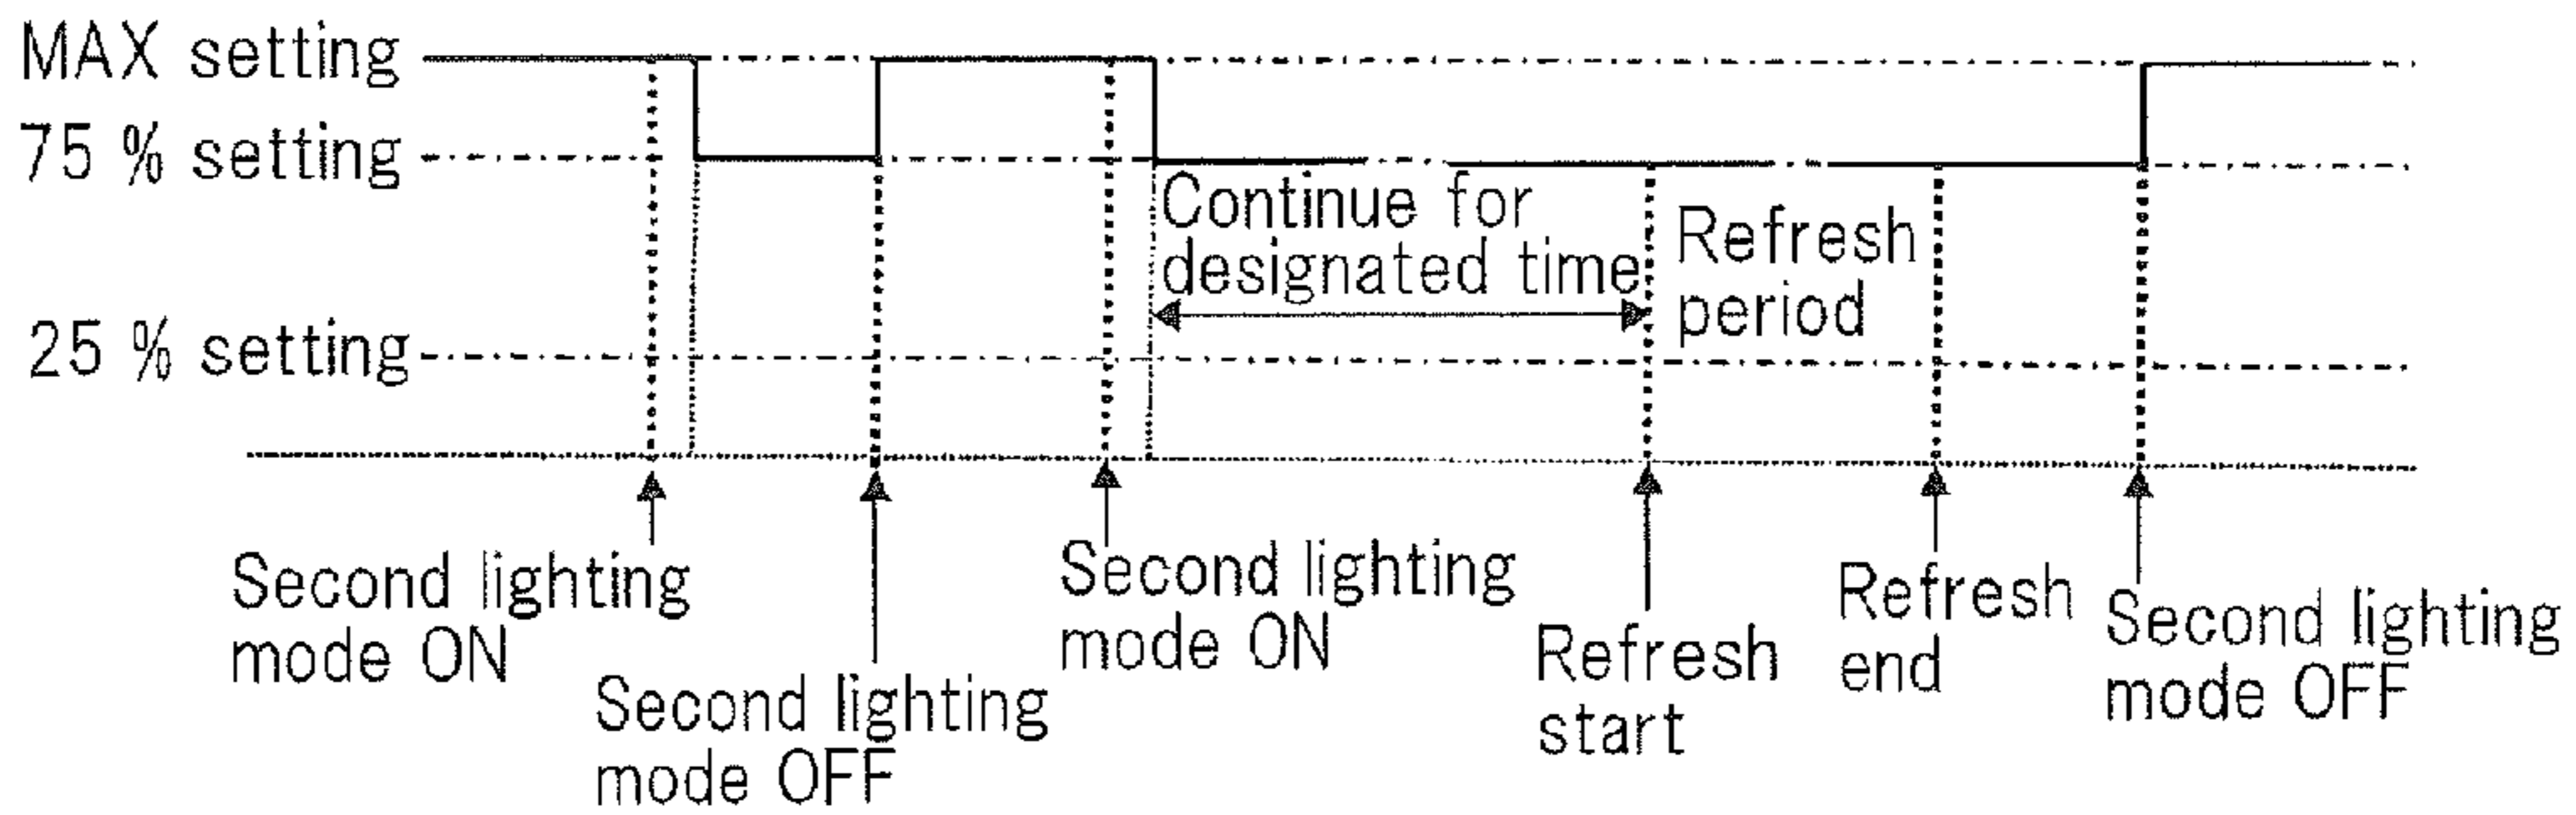 MAX setting
75 % setting
Continue for
designated time
Refresh
period
25 % setting
Second lighting
mode ON
Second lighting
mode OFF
Second lighting
mode ON
Refresh
start
Refresh
end
Second lighting
mode OFF